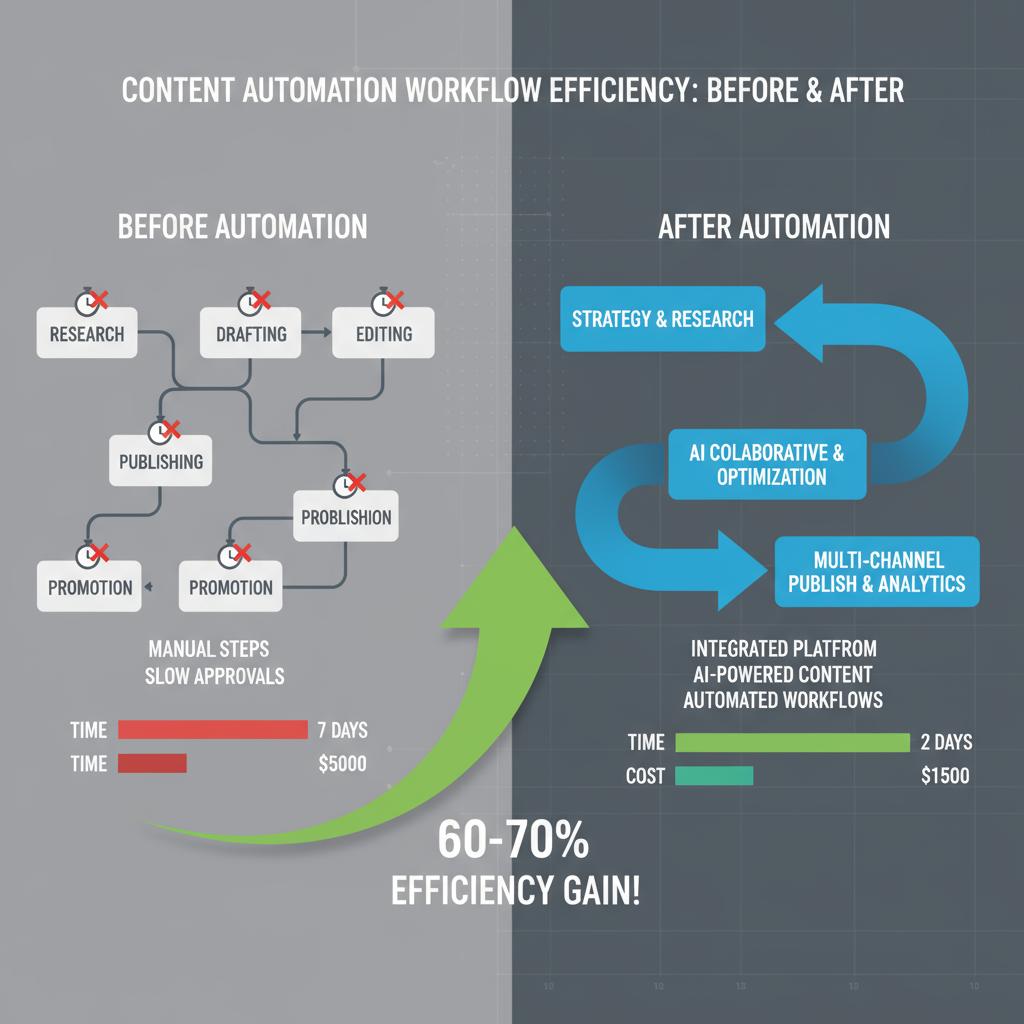 CONTENT AUTOMATION WORKFLOW EFFICIENCY: BEFORE & AFTER
BEFORE AUTOMATION
RESEARCH
DRAFTING
EDITING
PUBLISHING
PROBLISHION
PROMOTION
PROMOTION
MANUAL STEPS
SLOW APPROVALS
TIME 7 DAYS
TIME $5000
AFTER AUTOMATION
STRATEGY & RESEARCH
AI COLABORATIVE &
OPTIMIZATION
MULTI-CHANNEL
PUBLISH & ANALYTICS
INTEGRATED PLATFROM
AI-POWERED CONTENT
AUTOMATED WORKFLOWS
TIME 2 DAYS
COST $1500
60-70%
EFFICIENCY GAIN!